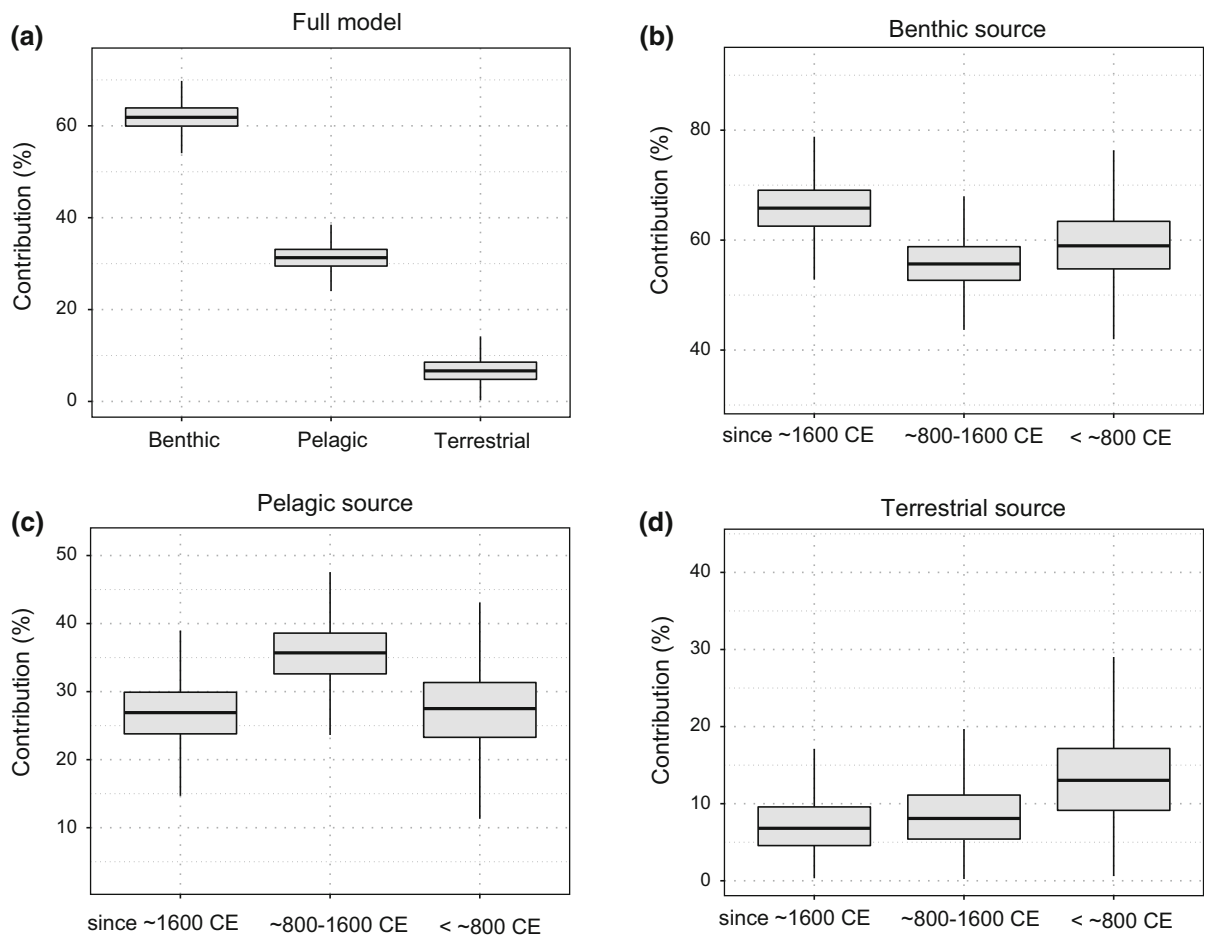 (a)
Full model
Contribution (%)
60
40
20
0
Benthic
Pelagic
Terrestrial
(b)
Benthic source
Contribution (%)
80
60
40
since ~1600 CE
~800-1600 CE
< ~800 CE
(c)
Pelagic source
Contribution (%)
50
40
30
20
10
since ~1600 CE
~800-1600 CE
< ~800 CE
(d)
Terrestrial source
Contribution (%)
40
30
20
10
0
since ~1600 CE
~800-1600 CE
< ~800 CE